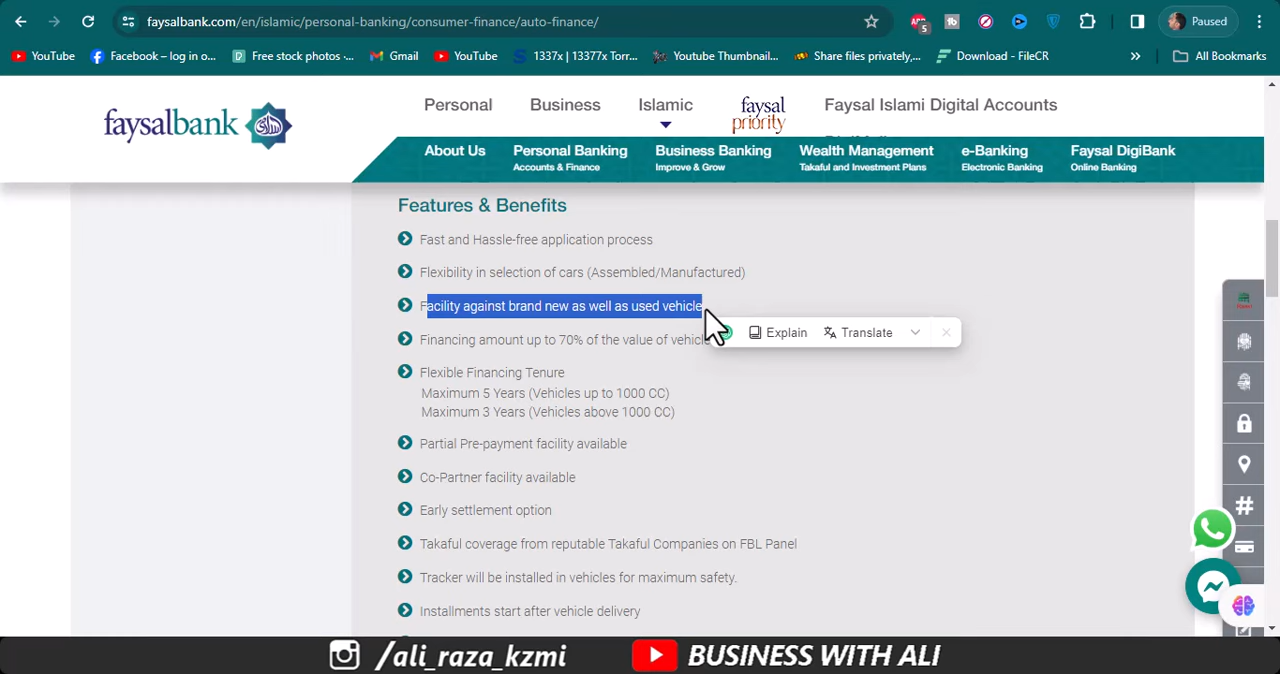 faysalbank.com/en/islamic/personal-banking/consumer-finance/auto-finance/
5
Paused
YouTube
Facebook – log in o...
Free stock photos -...
Gmail
YouTube
1337x | 13377x Torr...
Youtube Thumbnail...
Share files privately,...
Download - FileCR
»
All Bookmarks
faysalbank
Personal
Business
Islamic
faysal
priority
Faysal Islami Digital Accounts
About Us
Personal Banking
Accounts & Finance
Business Banking
Improve & Grow
Wealth Management
Takaful and Investment Plans
e-Banking
Electronic Banking
Faysal DigiBank
Online Banking
Features & Benefits
Fast and Hassle-free application process
Flexibility in selection of cars (Assembled/Manufactured)
Facility against brand new as well as used vehicle
Explain
Translate
Financing amount up to 70% of the value of vehicle
Flexible Financing Tenure
Maximum 5 Years (Vehicles up to 1000 CC)
Maximum 3 Years (Vehicles above 1000 CC)
Partial Pre-payment facility available
Co-Partner facility available
Early settlement option
Takaful coverage from reputable Takaful Companies on FBL Panel
Tracker will be installed in vehicles for maximum safety.
Installments start after vehicle delivery
/ali_raza_kzmi
BUSINESS WITH ALI